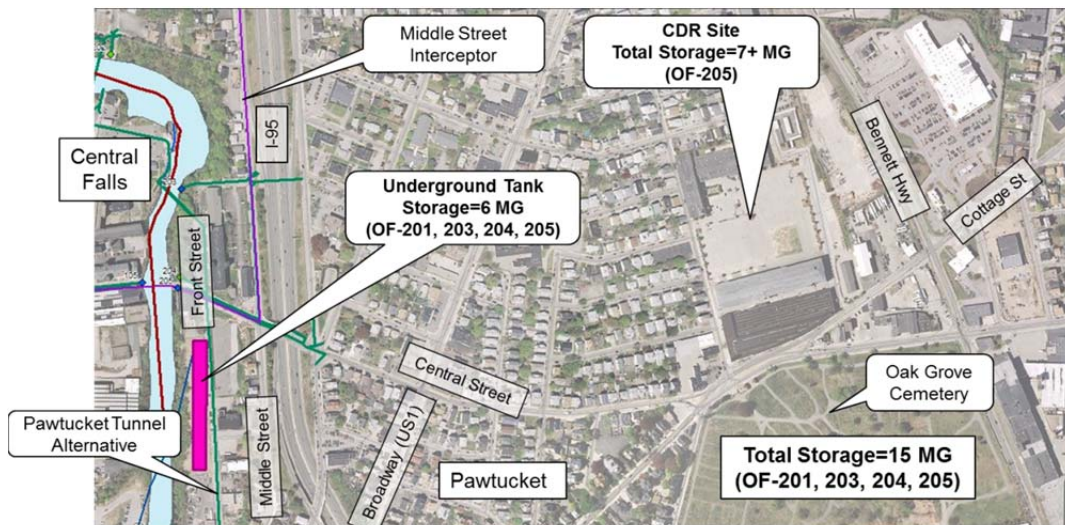 Middle Street
Interceptor
CDR Site
Total Storage=7+ MG
(OF-205)
I-95
Central
Falls
Bennett Hwy
Cottage St
Underground Tank
Storage=6 MG
(OF-201, 203, 204, 205)
Front Street
Central Street
Oak Grove
Cemetery
Pawtucket Tunnel
Alternative
Middle Street
Broadway (US1)
Pawtucket
Total Storage=15 MG
(OF-201, 203, 204, 205)